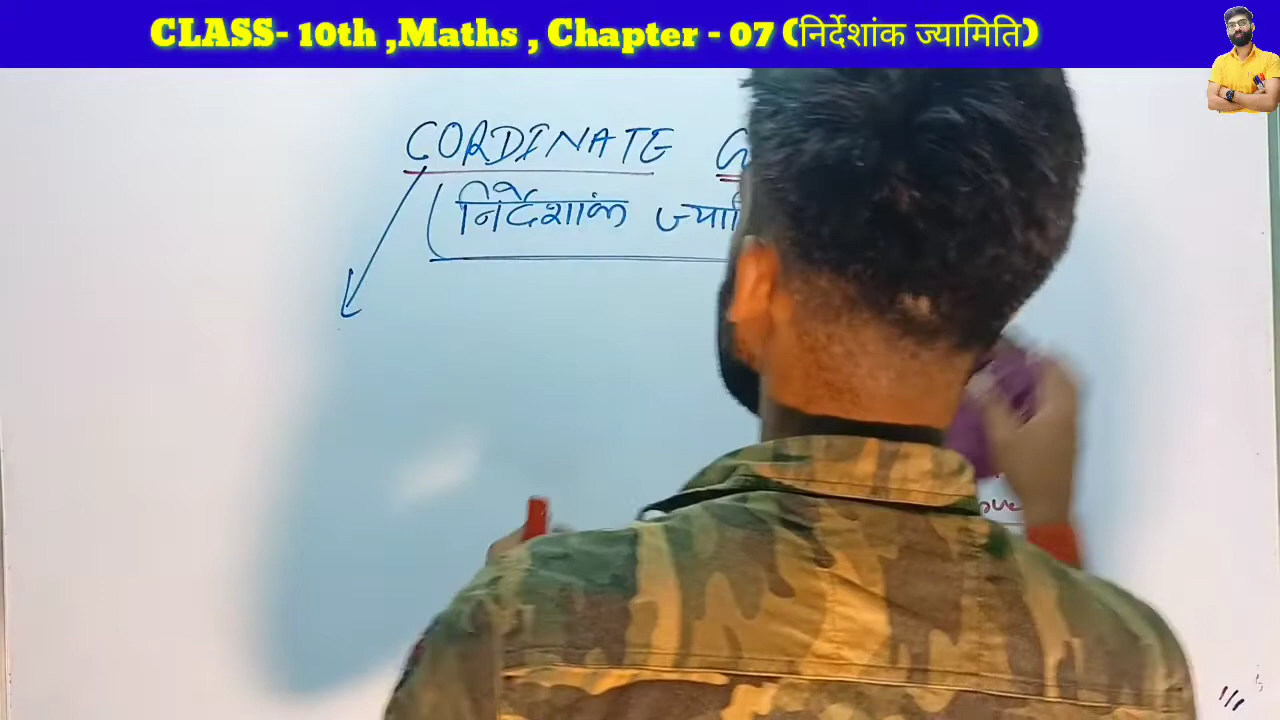 CLASS- 10th ,Maths , Chapter - 07 (निर्देशांक ज्यामिति)
CORDINATE
(निर्देशांक